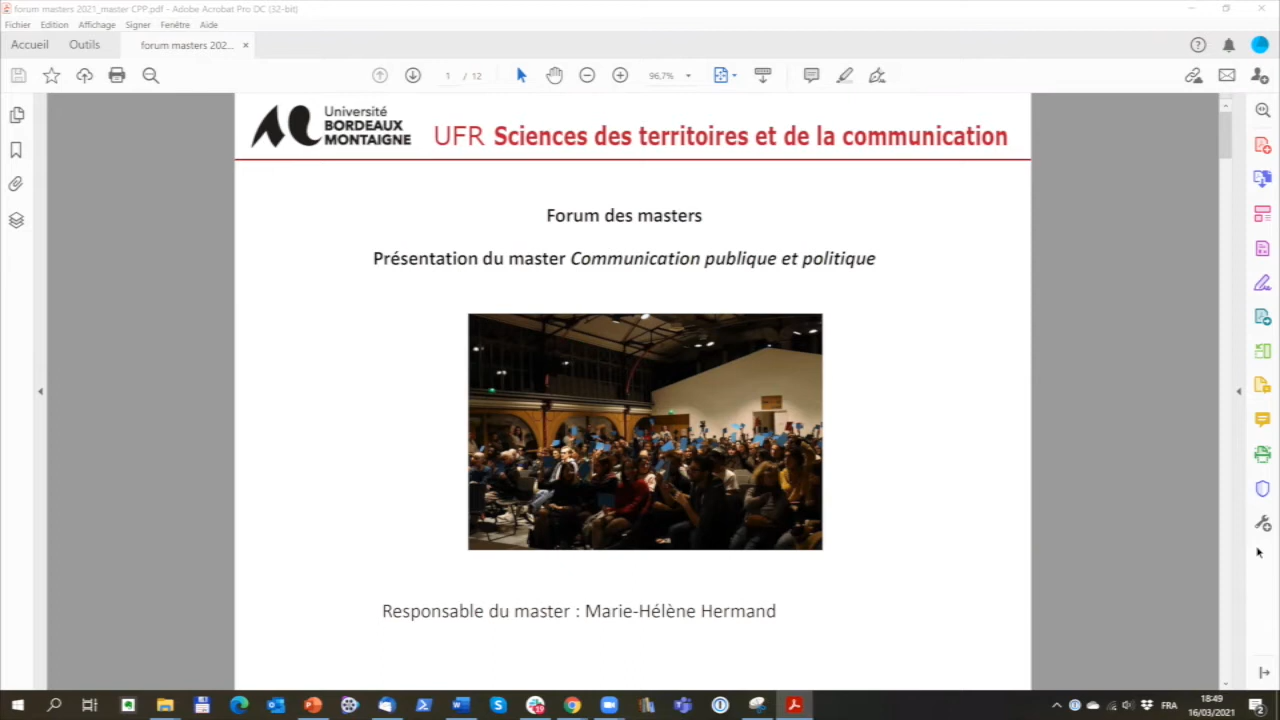 forum masters 2021_master CPP.pdf - Adobe Acrobat Pro DC (32-bit)
Fichier Edition Affichage Signer Fenêtre Aide
Accueil Outils forum masters 202... ×
1 / 12 96,7%
Université
BORDEAUX
MONTAIGNE
UFR Sciences des territoires et de la communication
Forum des masters
Présentation du master Communication publique et politique
Responsable du master : Marie-Hélène Hermand
FRA
18:49
16/03/2021